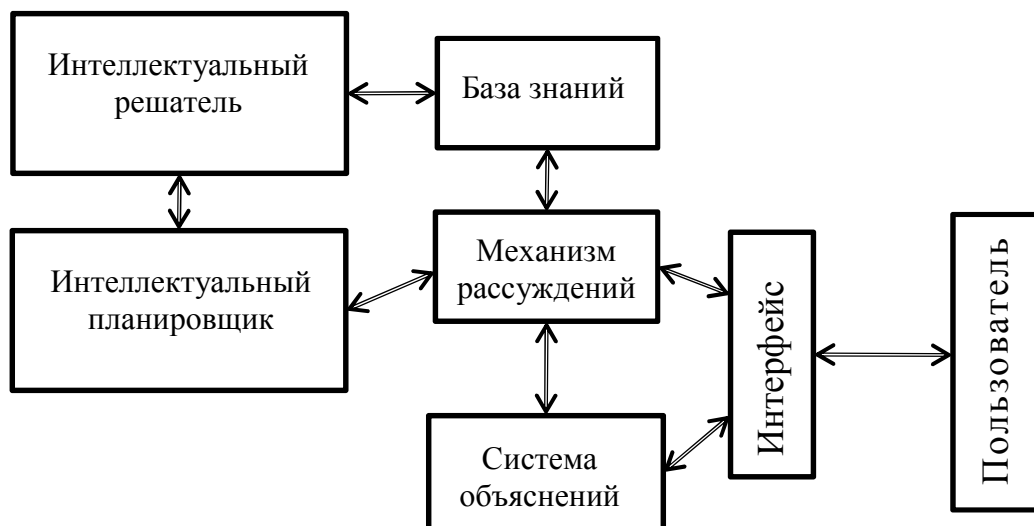 Интеллектуальный
решатель
База знаний
Интеллектуальный
планировщик
Механизм
рассуждений
Система
объяснений
Интерфейс
Пользователь